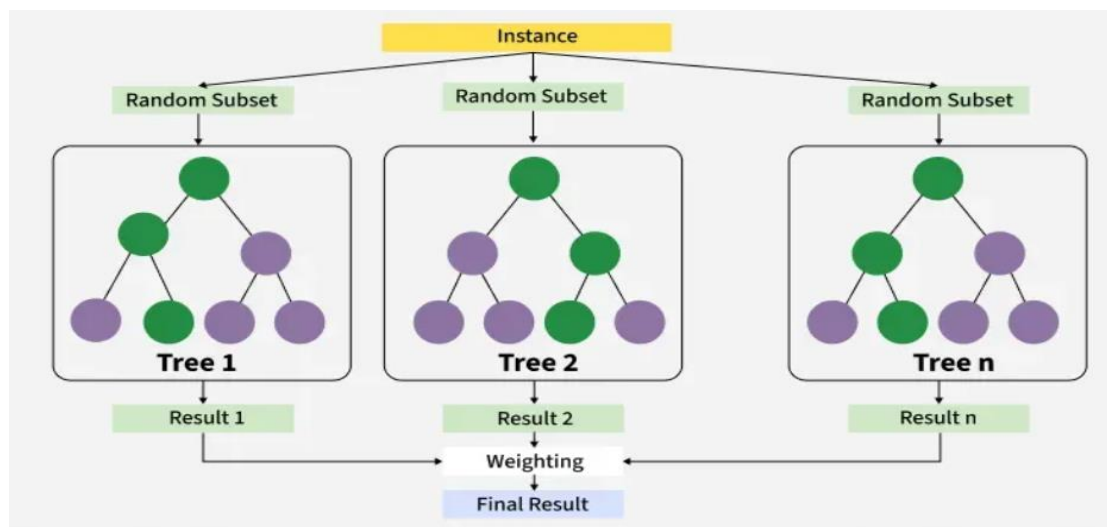 Instance
Random Subset
Random Subset
Random Subset
Tree 1
Tree 2
Tree n
Result 1
Result 2
Result n
Weighting
Final Result